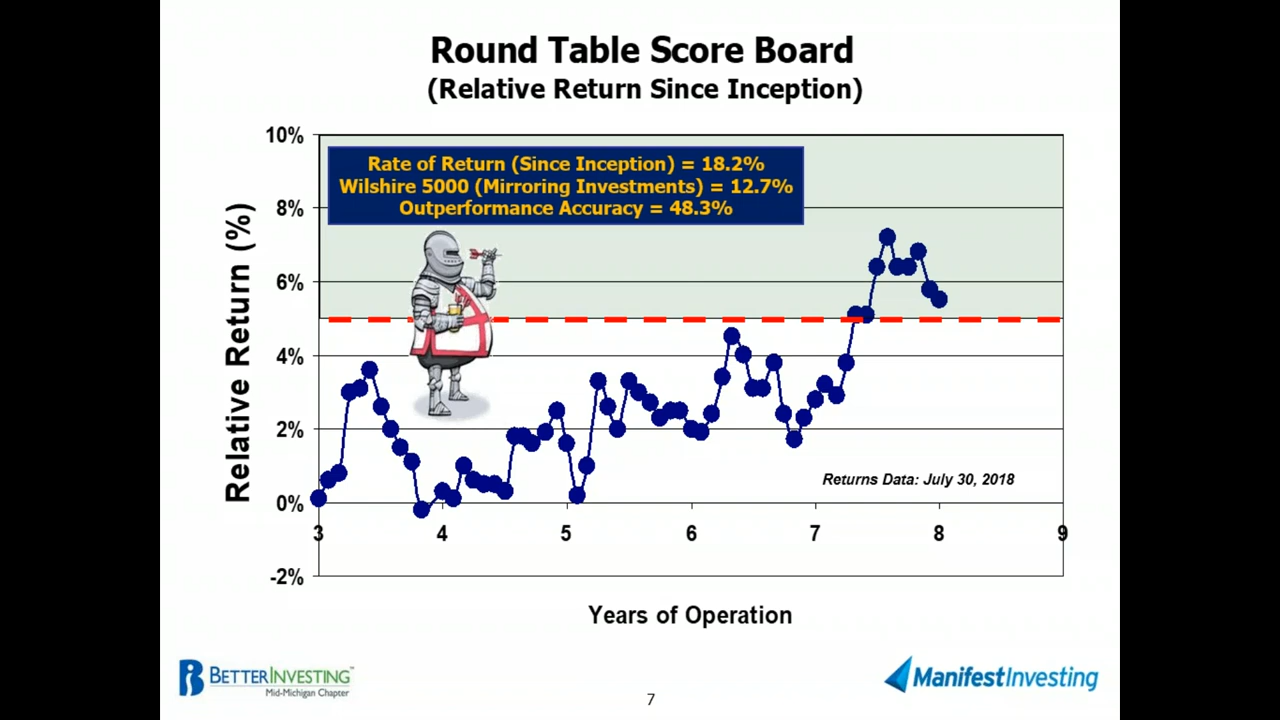 Round Table Score Board
(Relative Return Since Inception)
10%
8%
6%
4%
2%
0%
-2%
Relative Return (%)
Rate of Return (Since Inception) = 18.2%
Wilshire 5000 (Mirroring Investments) = 12.7%
Outperformance Accuracy = 48.3%
Returns Data: July 30, 2018
3 4 5 6 7 8 9
Years of Operation
BETTERINVESTING™
Mid-Michigan Chapter
ManifestInvesting
7